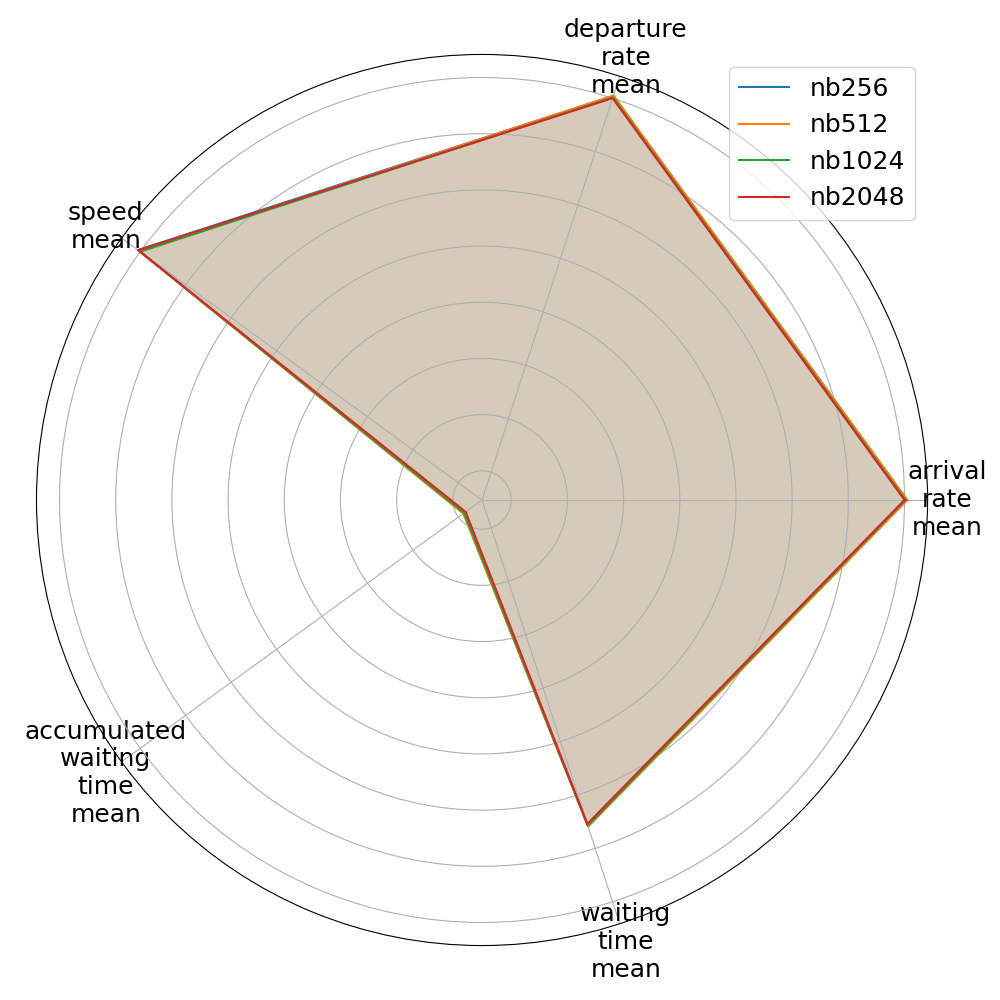 departure
rate
mean
nb256
nb512
nb1024
nb2048
speed
mean
arrival
rate
mean
accumulated
waiting
time
mean
waiting
time
mean